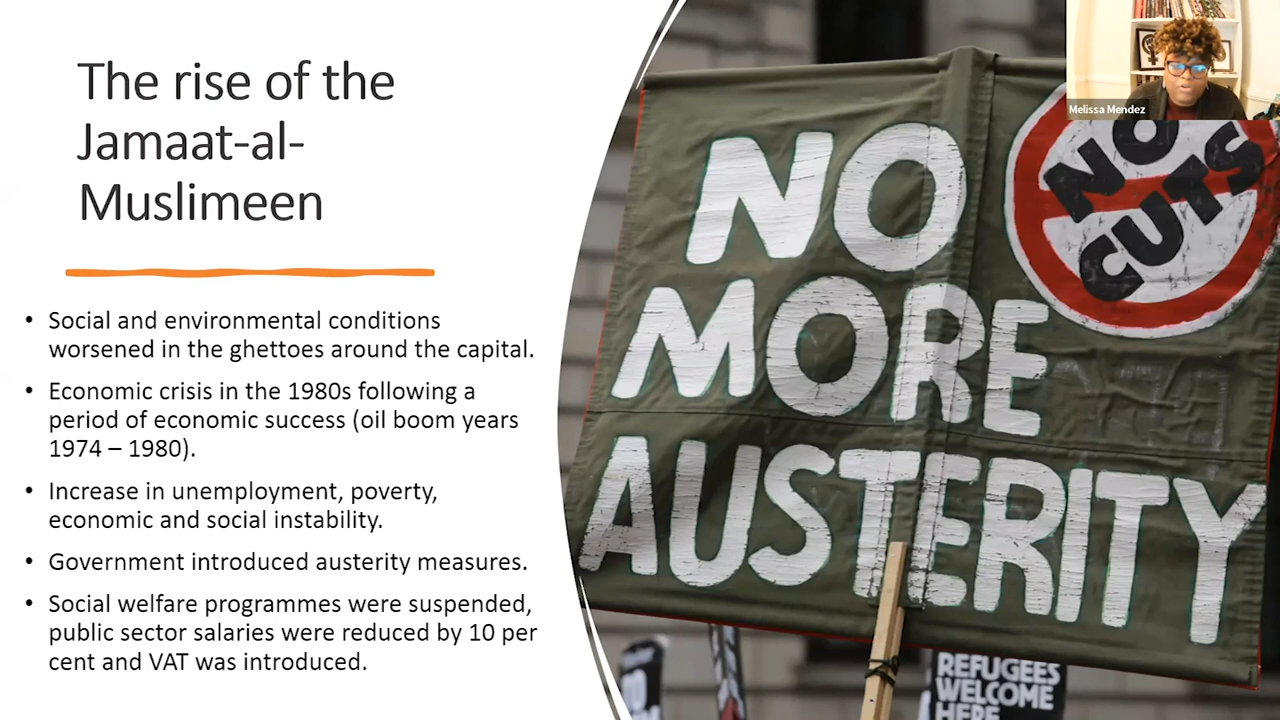 The rise of the
Jamaat-al-
Muslimeen
• Social and environmental conditions
worsened in the ghettoes around the capital.
• Economic crisis in the 1980s following a
period of economic success (oil boom years
1974 – 1980).
• Increase in unemployment, poverty,
economic and social instability.
• Government introduced austerity measures.
• Social welfare programmes were suspended,
public sector salaries were reduced by 10 per
cent and VAT was introduced.
NO
MORE
AUSTERITY
NO
CUTS
REFUGEES
WELCOME
HERE
Melissa Mendez